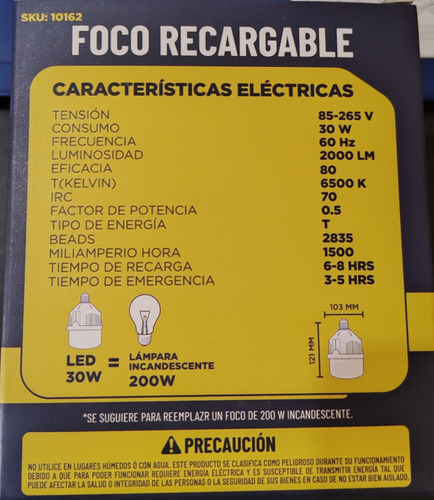 SKU: 10162
FOCO RECARGABLE
CARACTERÍSTICAS ELÉCTRICAS
TENSIÓN 85-265 V
CONSUMO 30 W
FRECUENCIA 60 Hz
LUMINOSIDAD 2000 LM
EFICACIA 80
T(KELVIN) 6500 K
IRC 70
FACTOR DE POTENCIA 0.5
TIPO DE ENERGÍA T
BEADS 2835
MILIAMPERIO HORA 1500
TIEMPO DE RECARGA 6-8 HRS
TIEMPO DE EMERGENCIA 3-5 HRS
103 MM
121 MM
LED = LÁMPARA
INCANDESCENTE
30W 200W
*SE SUGUIERE PARA REEMPLAZR UN FOCO DE 200 W INCANDESCENTE.
PRECAUCIÓN
NO UTILICE EN LUGARES HÚMEDOS Ó CON AGUA, ESTE PRODUCTO SE CLASIFICA COMO PELIGROSO DURANTE SU FUNCIONAMIENTO
DEBIDO A QUE PARA PODER FUNCIONAR REQUIERE ENERGÍA ELÉCTRICA Y ES SUSCEPTIBLE DE TRANSMITIR ENERGÍA TAL QUE
PUEDE AFECTAR LA SALUD O INTEGRIDAD DE LAS PERSONAS O LA SEGURIDAD DE SUS BIENES EN CASO DE NO ESTAR BIEN AISLADO.